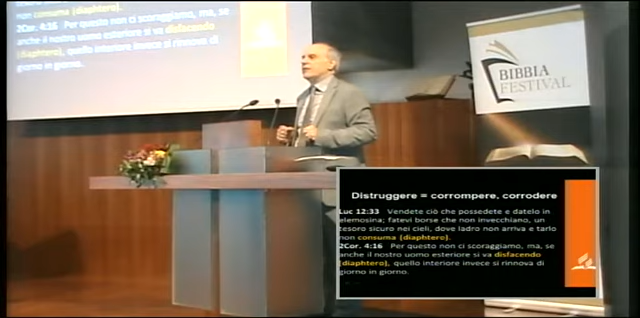 non consuma (diaphtero).
2Cor. 4:16 Per questo non ci scoraggiamo, ma, se
anche il nostro uomo esteriore si va disfacendo
(diaphtero), quello interiore invece si rinnova di
giorno in giorno.
BIBBIA
FESTIVAL
Distruggere = corrompere, corrodere
Luc 12:33 Vendete ciò che possedete e datelo in
elemosina; fatevi borse che non invecchiano, un
tesoro sicuro nei cieli, dove ladro non arriva e tarlo
non consuma (diaphtero).
2Cor. 4:16 Per questo non ci scoraggiamo, ma, se
anche il nostro uomo esteriore si va disfacendo
(diaphtero), quello interiore invece si rinnova di
giorno in giorno.